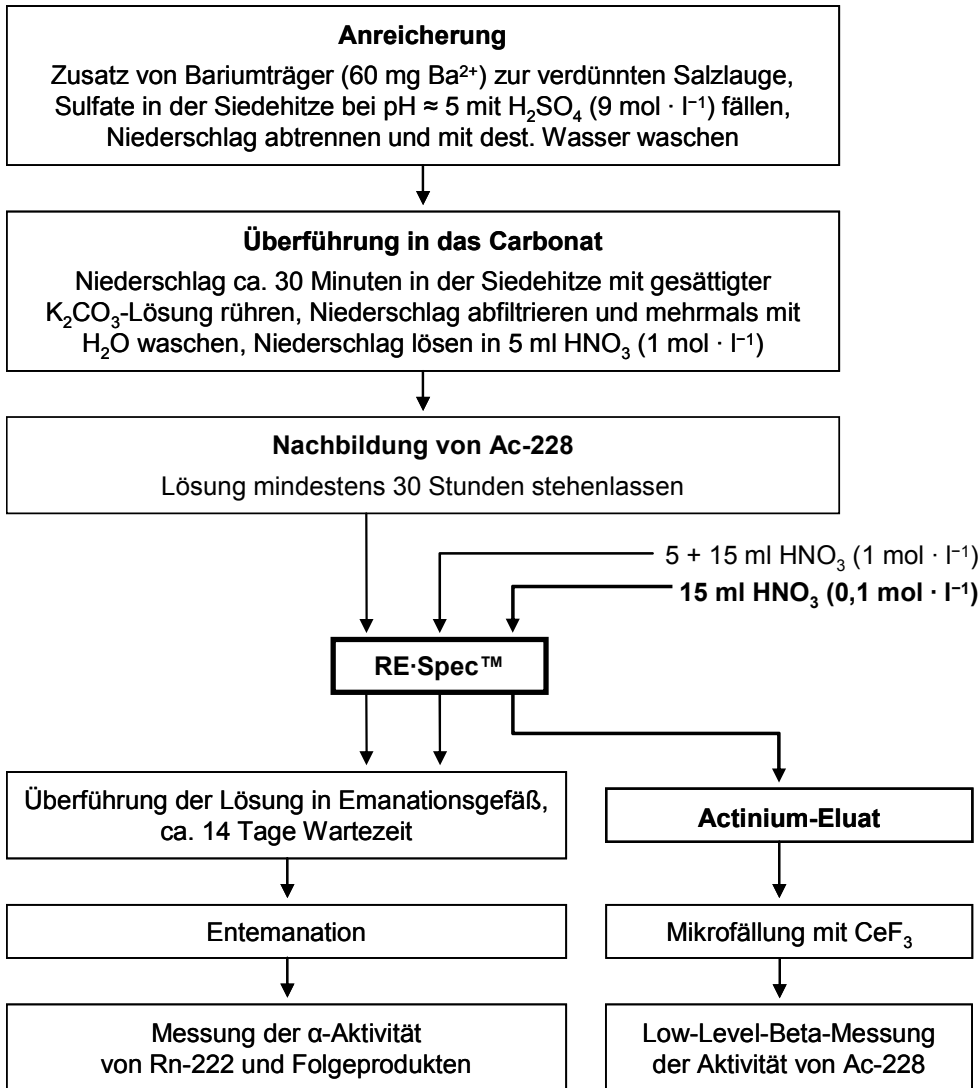 Anreicherung
Zusatz von Bariumträger (60 mg Ba²⁺) zur verdünnten Salzlauge,
Sulfate in der Siedehitze bei pH ≈ 5 mit H₂SO₄ (9 mol · l⁻¹) fällen,
Niederschlag abtrennen und mit dest. Wasser waschen
Überführung in das Carbonat
Niederschlag ca. 30 Minuten in der Siedehitze mit gesättigter
K₂CO₃-Lösung rühren, Niederschlag abfiltrieren und mehrmals mit
H₂O waschen, Niederschlag lösen in 5 ml HNO₃ (1 mol · l⁻¹)
Nachbildung von Ac-228
Lösung mindestens 30 Stunden stehenlassen
5 + 15 ml HNO₃ (1 mol · l⁻¹)
15 ml HNO₃ (0,1 mol · l⁻¹)
RE·Spec™
Überführung der Lösung in Emanationsgefäß,
ca. 14 Tage Wartezeit
Actinium-Eluat
Entemanation
Mikrofällung mit CeF₃
Messung der α-Aktivität
von Rn-222 und Folgeprodukten
Low-Level-Beta-Messung
der Aktivität von Ac-228